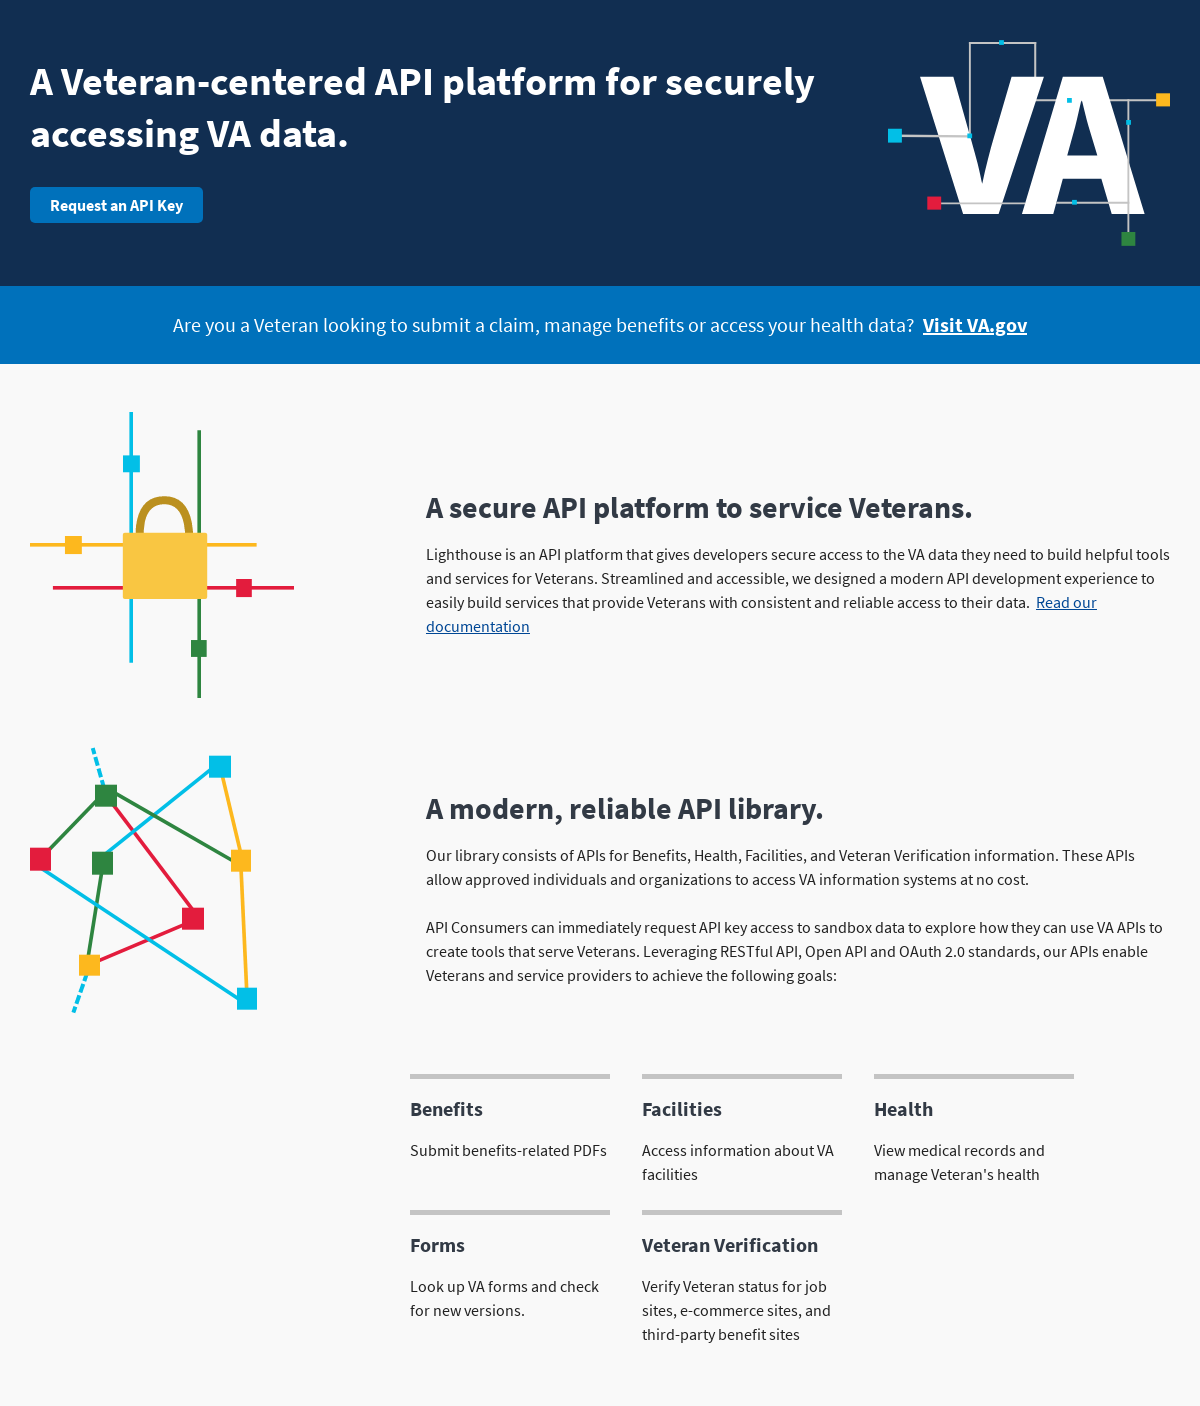 A Veteran-centered API platform for securely
accessing VA data.
Request an API Key
VA
Are you a Veteran looking to submit a claim, manage benefits or access your health data? Visit VA.gov
A secure API platform to service Veterans.
Lighthouse is an API platform that gives developers secure access to the VA data they need to build helpful tools
and services for Veterans. Streamlined and accessible, we designed a modern API development experience to
easily build services that provide Veterans with consistent and reliable access to their data. Read our
documentation
A modern, reliable API library.
Our library consists of APIs for Benefits, Health, Facilities, and Veteran Verification information. These APIs
allow approved individuals and organizations to access VA information systems at no cost.
API Consumers can immediately request API key access to sandbox data to explore how they can use VA APIs to
create tools that serve Veterans. Leveraging RESTful API, Open API and OAuth 2.0 standards, our APIs enable
Veterans and service providers to achieve the following goals:
Benefits
Submit benefits-related PDFs
Facilities
Access information about VA
facilities
Health
View medical records and
manage Veteran's health
Forms
Look up VA forms and check
for new versions.
Veteran Verification
Verify Veteran status for job
sites, e-commerce sites, and
third-party benefit sites